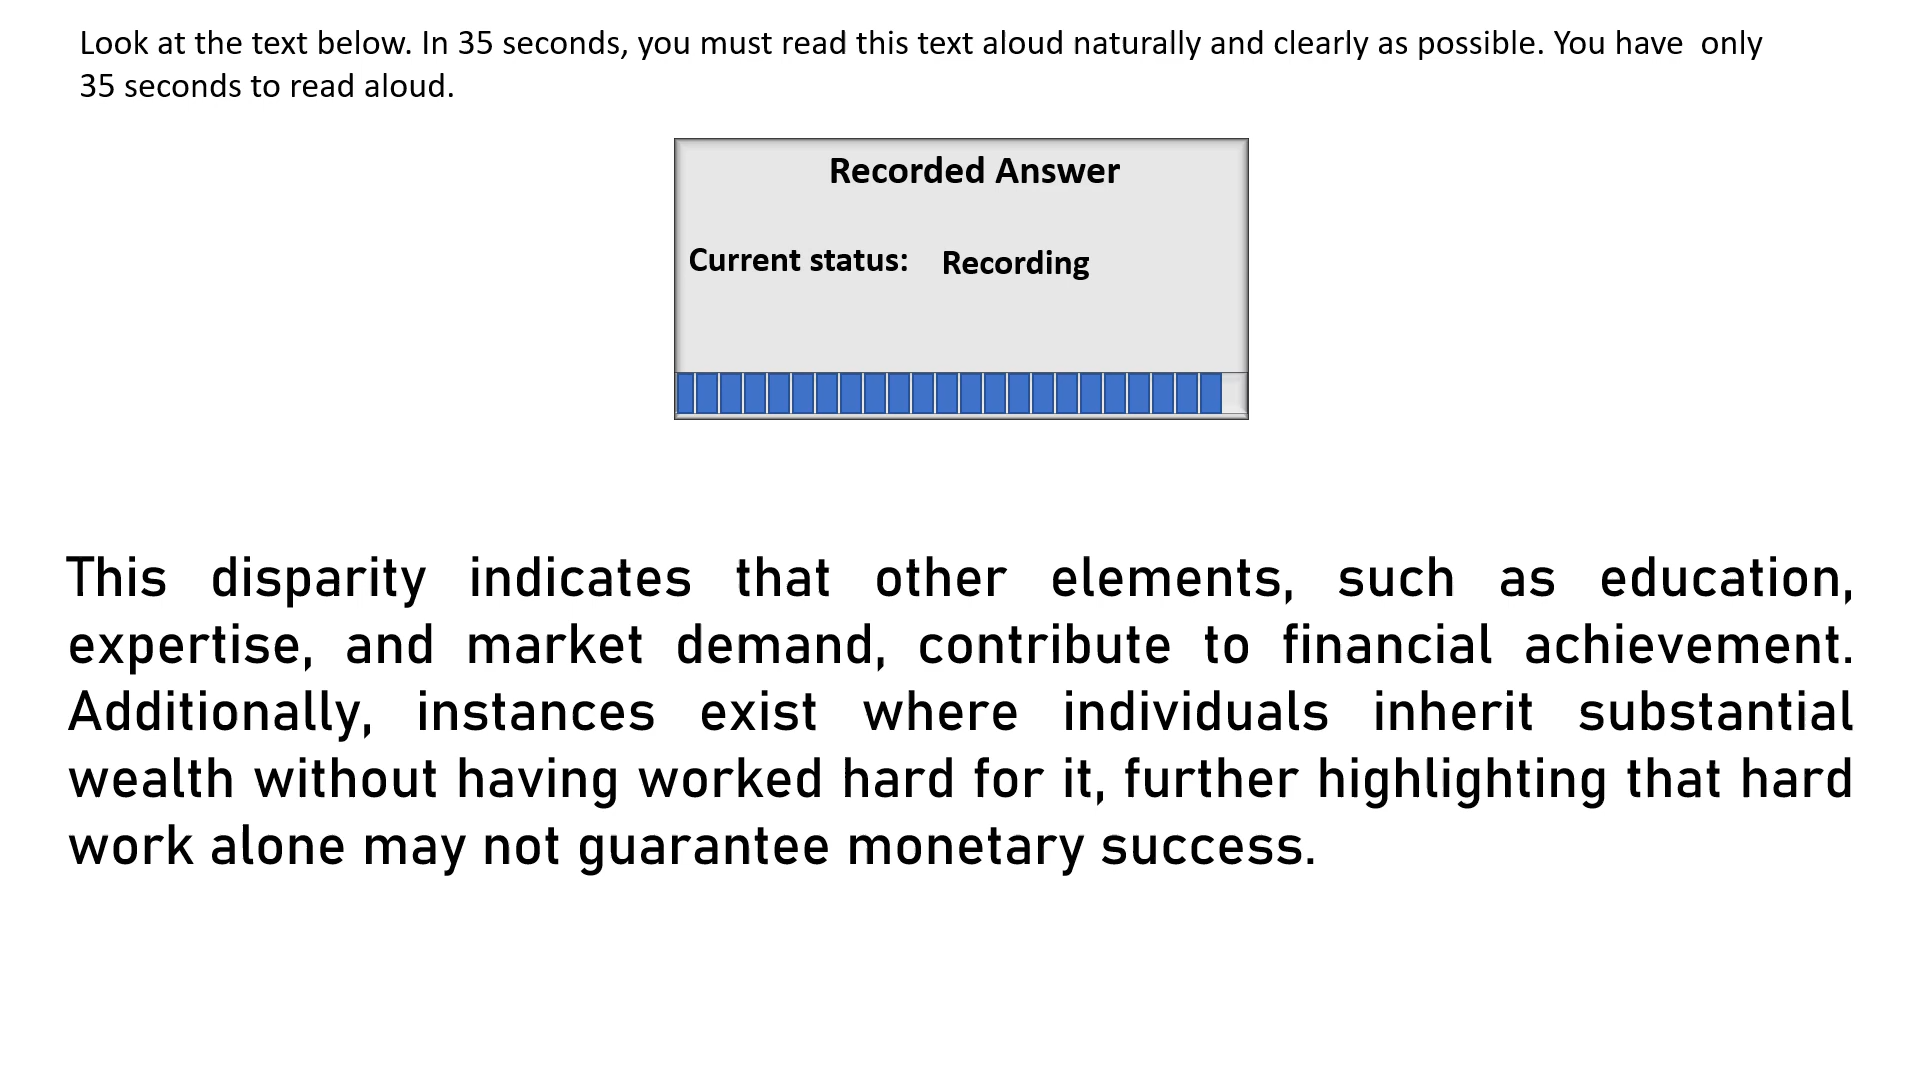 Look at the text below. In 35 seconds, you must read this text aloud naturally and clearly as possible. You have  only
35 seconds to read aloud.
Recorded Answer
Current status: Recording
This disparity indicates that other elements, such as education,
expertise, and market demand, contribute to financial achievement.
Additionally, instances exist where individuals inherit substantial
wealth without having worked hard for it, further highlighting that hard
work alone may not guarantee monetary success.